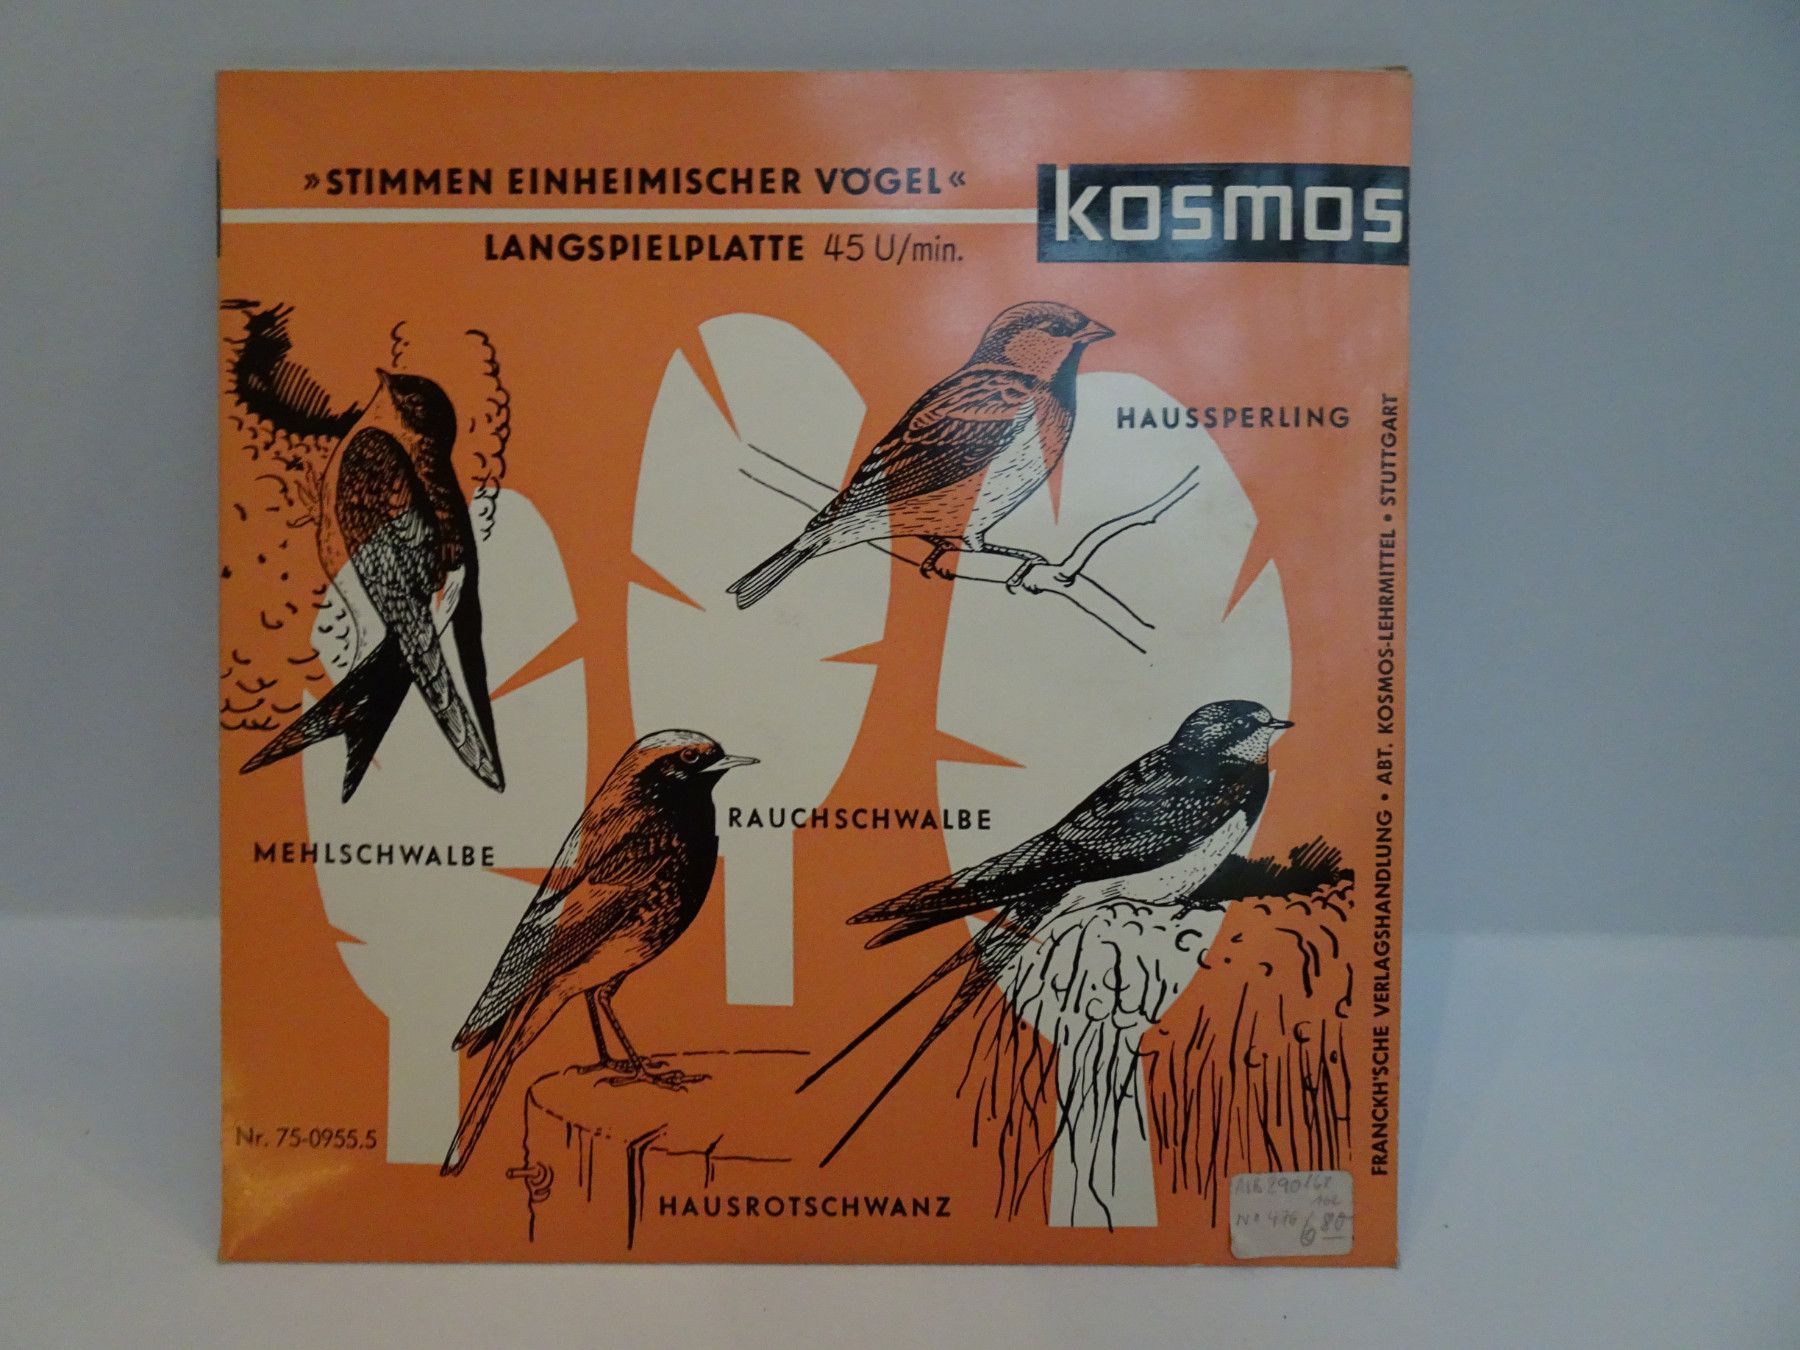 »STIMMEN EINHEIMISCHER VÖGEL«
kosmos
LANGSPIELPLATTE 45 U/min.
HAUSSPERLING
RAUCHSCHWALBE
MEHLSCHWALBE
Nr. 75-0955.5
HAUSROTSCHWANZ
FRANCKH'SCHE VERLAGSHANDLUNG • ABT. KOSMOS-LEHRMITTEL • STUTTGART